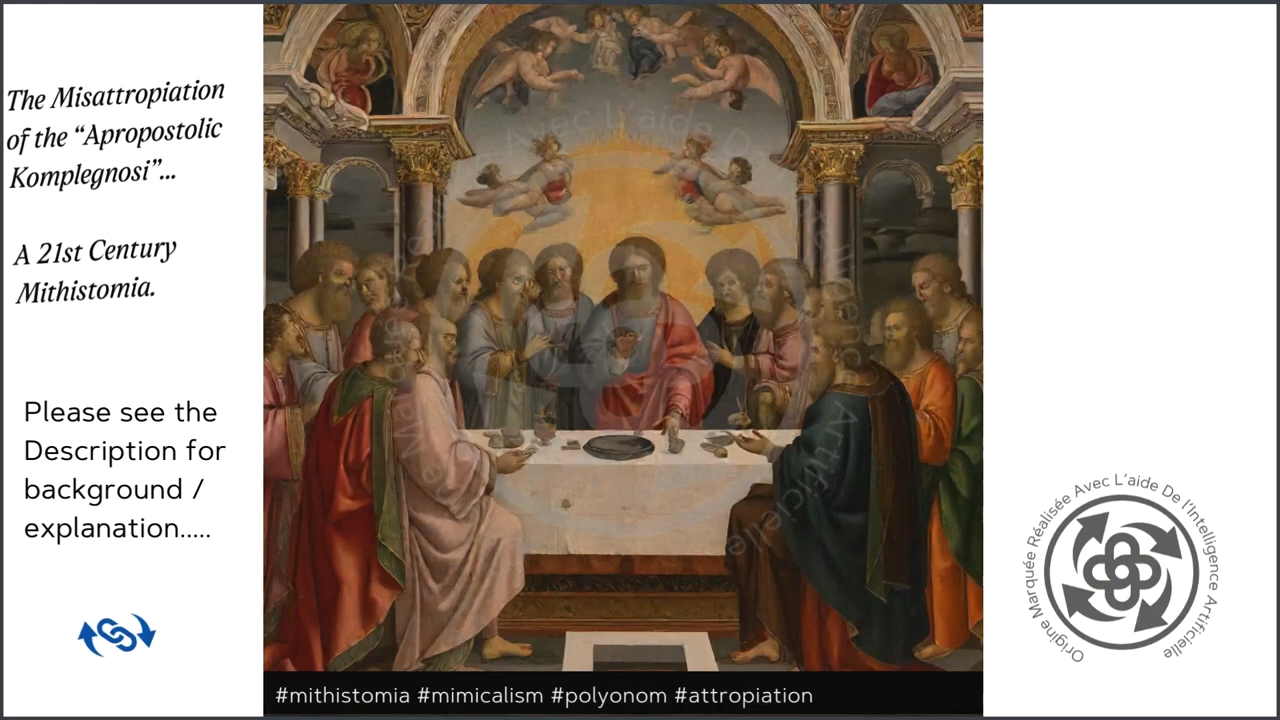 The Misattropiation
of the “Apropostolic
Komplegnosi”...
A 21st Century
Mithistomia.
Please see the
Description for
background /
explanation.....
#mithistomia #mimicalism #polyonom #attropiation
Origine Marquée Réalisée Avec L'aide De l'Intelligence Artificielle